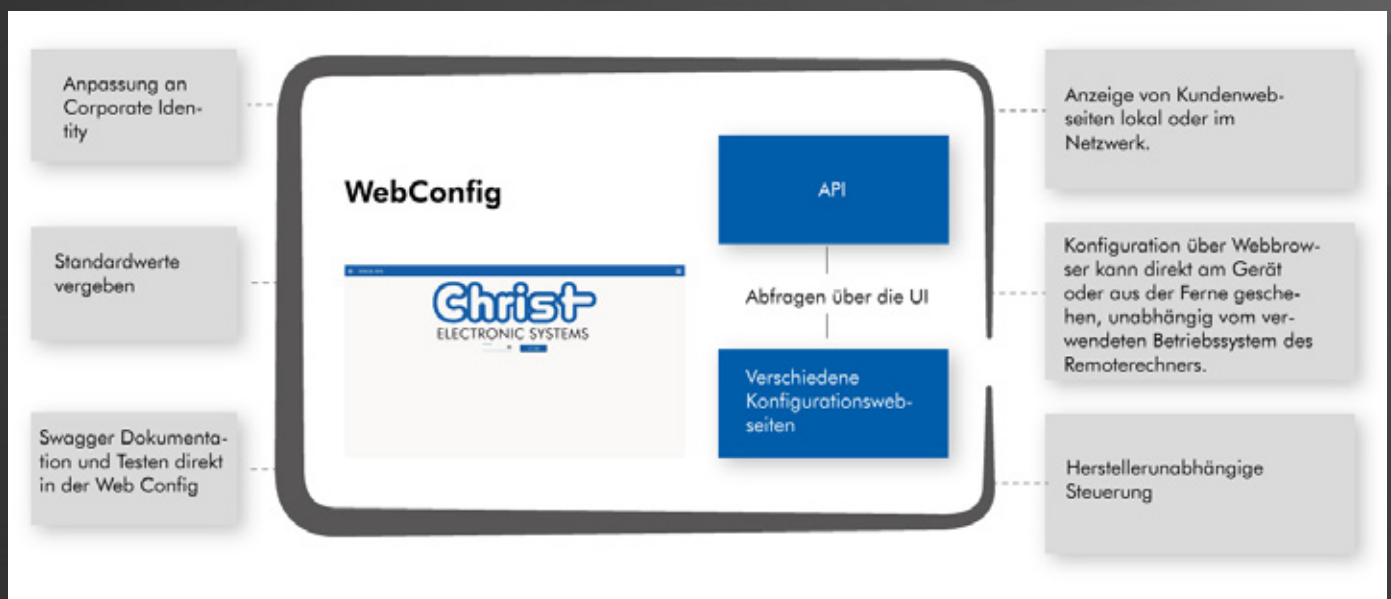 Anpassung an
Corporate Iden-
tity
Standardwerte
vergeben
Swagger Dokumenta-
tion und Testen direkt
in der Web Config
WebConfig
Christ
ELECTRONIC SYSTEMS
API
Abfragen über die UI
Verschiedene
Konfigurationsweb-
seiten
Anzeige von Kundenweb-
seiten lokal oder im
Netzwerk.
Konfiguration über Webbrow-
ser kann direkt am Gerät
oder aus der Ferne gesche-
hen, unabhängig vom ver-
wendeten Betriebssystem des
Remoterechners.
Herstellerunabhängige
Steuerung